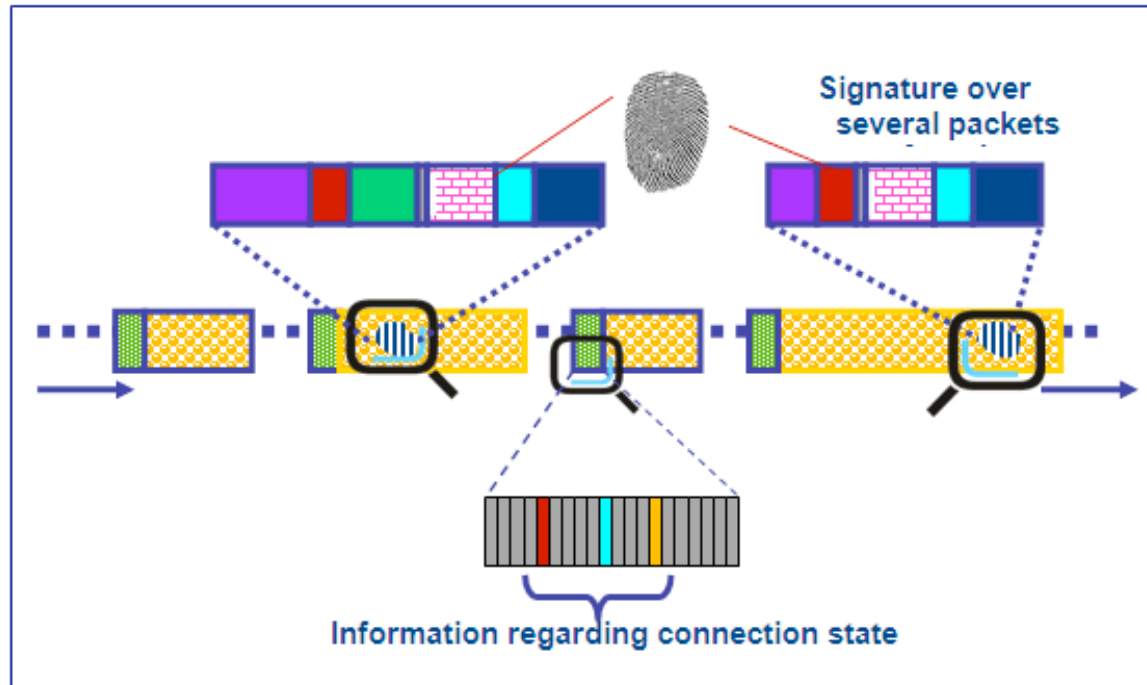 Signature over
several packets
Information regarding connection state